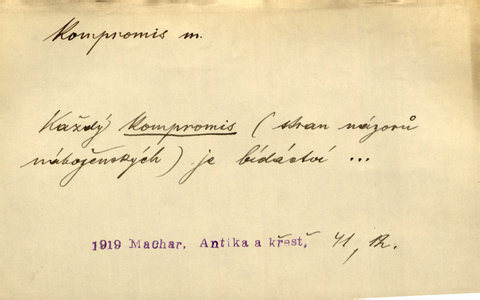 kompromis m.
Každý kompromis ( stran názorů
náboženských ) je bídáctví ...
1919 Machar, Antika a křesť, 41, 12.